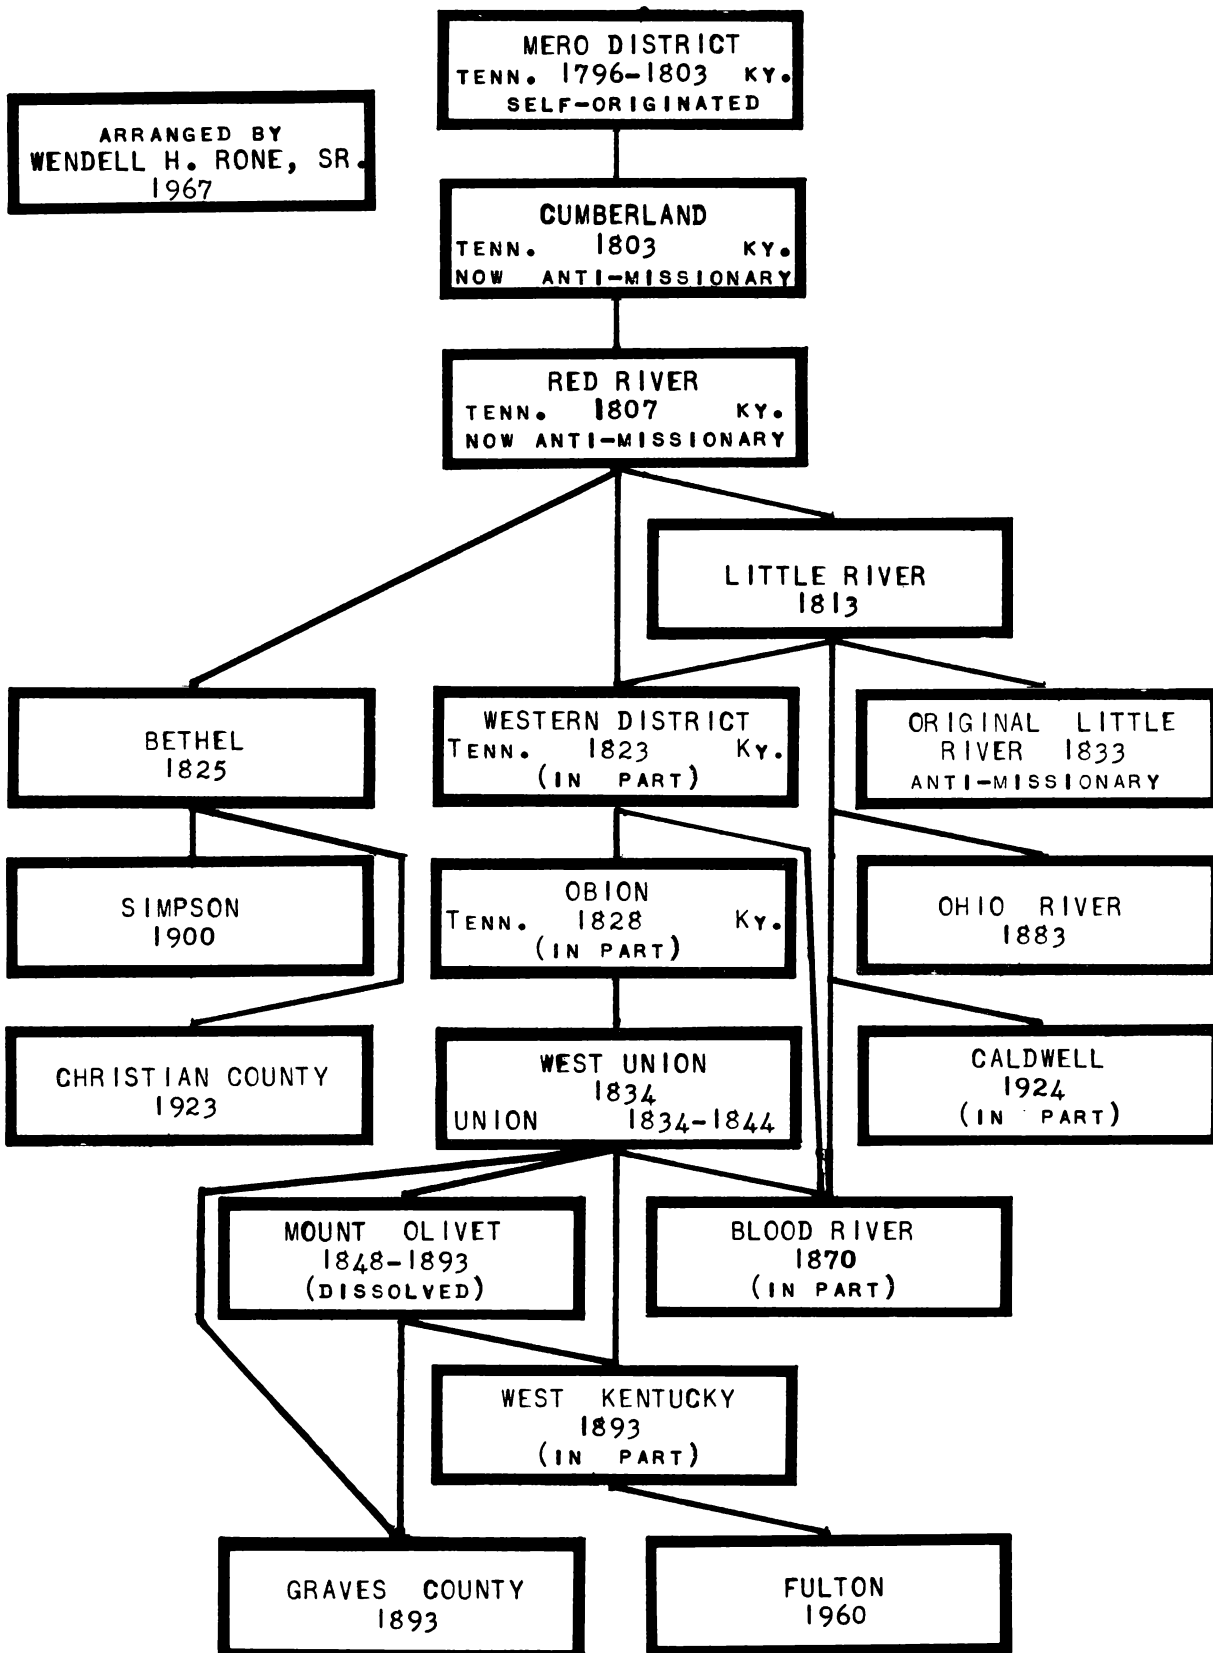 MERO DISTRICT
TENN. 1796-1803 KY.
SELF-ORIGINATED
ARRANGED BY
WENDELL H. RONE, SR.
1967
CUMBERLAND
TENN. 1803 KY.
NOW ANTI-MISSIONARY
RED RIVER
TENN. 1807 KY.
NOW ANTI-MISSIONARY
LITTLE RIVER
1813
BETHEL
1825
WESTERN DISTRICT
TENN. 1823 KY.
(IN PART)
ORIGINAL LITTLE
RIVER 1833
ANTI-MISSIONARY
SIMPSON
1900
OBION
TENN. 1828 KY.
(IN PART)
OHIO RIVER
1883
CHRISTIAN COUNTY
1923
WEST UNION
1834
UNION 1834-1844
CALDWELL
1924
(IN PART)
MOUNT OLIVET
1848-1893
(DISSOLVED)
BLOOD RIVER
1870
(IN PART)
WEST KENTUCKY
1893
(IN PART)
GRAVES COUNTY
1893
FULTON
1960